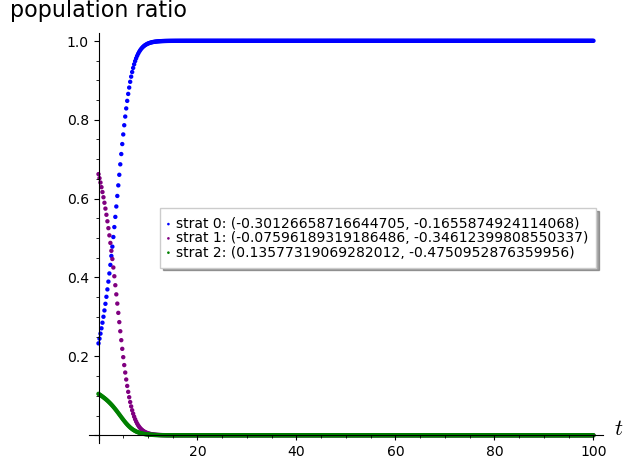 population ratio
1.0
0.8
0.6
0.4
0.2
strat 0: (-0.30126658716644705, -0.1655874924114068)
strat 1: (-0.07596189319186486, -0.34612399808550337)
strat 2: (0.13577319069282012, -0.4750952876359956)
20 40 60 80 100
t